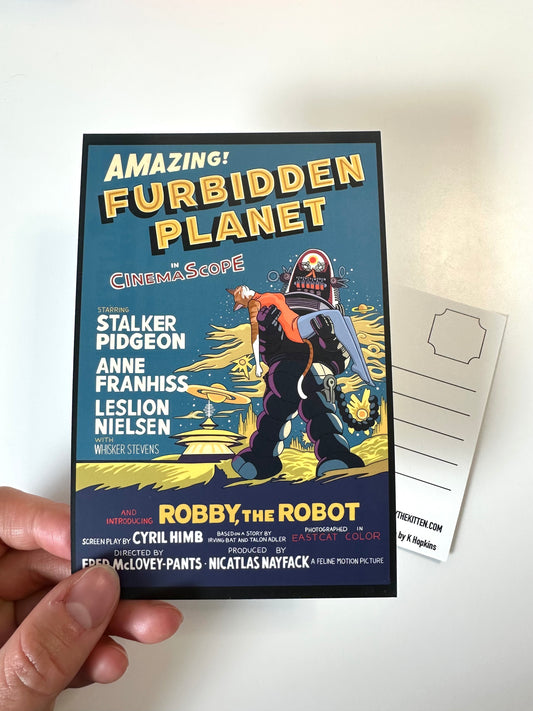 AMAZING!
FURBIDDEN
PLANET
IN
CINEMASCOPE
STARRING
STALKER
PIDGEON
ANNE
FRANHISS
LESLION
NIELSEN
WITH
WHISKER STEVENS
AND
INTRODUCING
ROBBY, THE ROBOT
SCREEN PLAY BY CYRIL HIMB
BASED ON A STORY BY
IRVING BAT AND TALON ADLER
PHOTOGRAPHED IN
EASTCAT COLOR
DIRECTED BY
FRED McLOVEY-PANTS ·
PRODUCED BY
NICATLAS NAYFACK
A FELINE MOTION PICTURE
YTHEKITTEN.COM
by K Hopkins